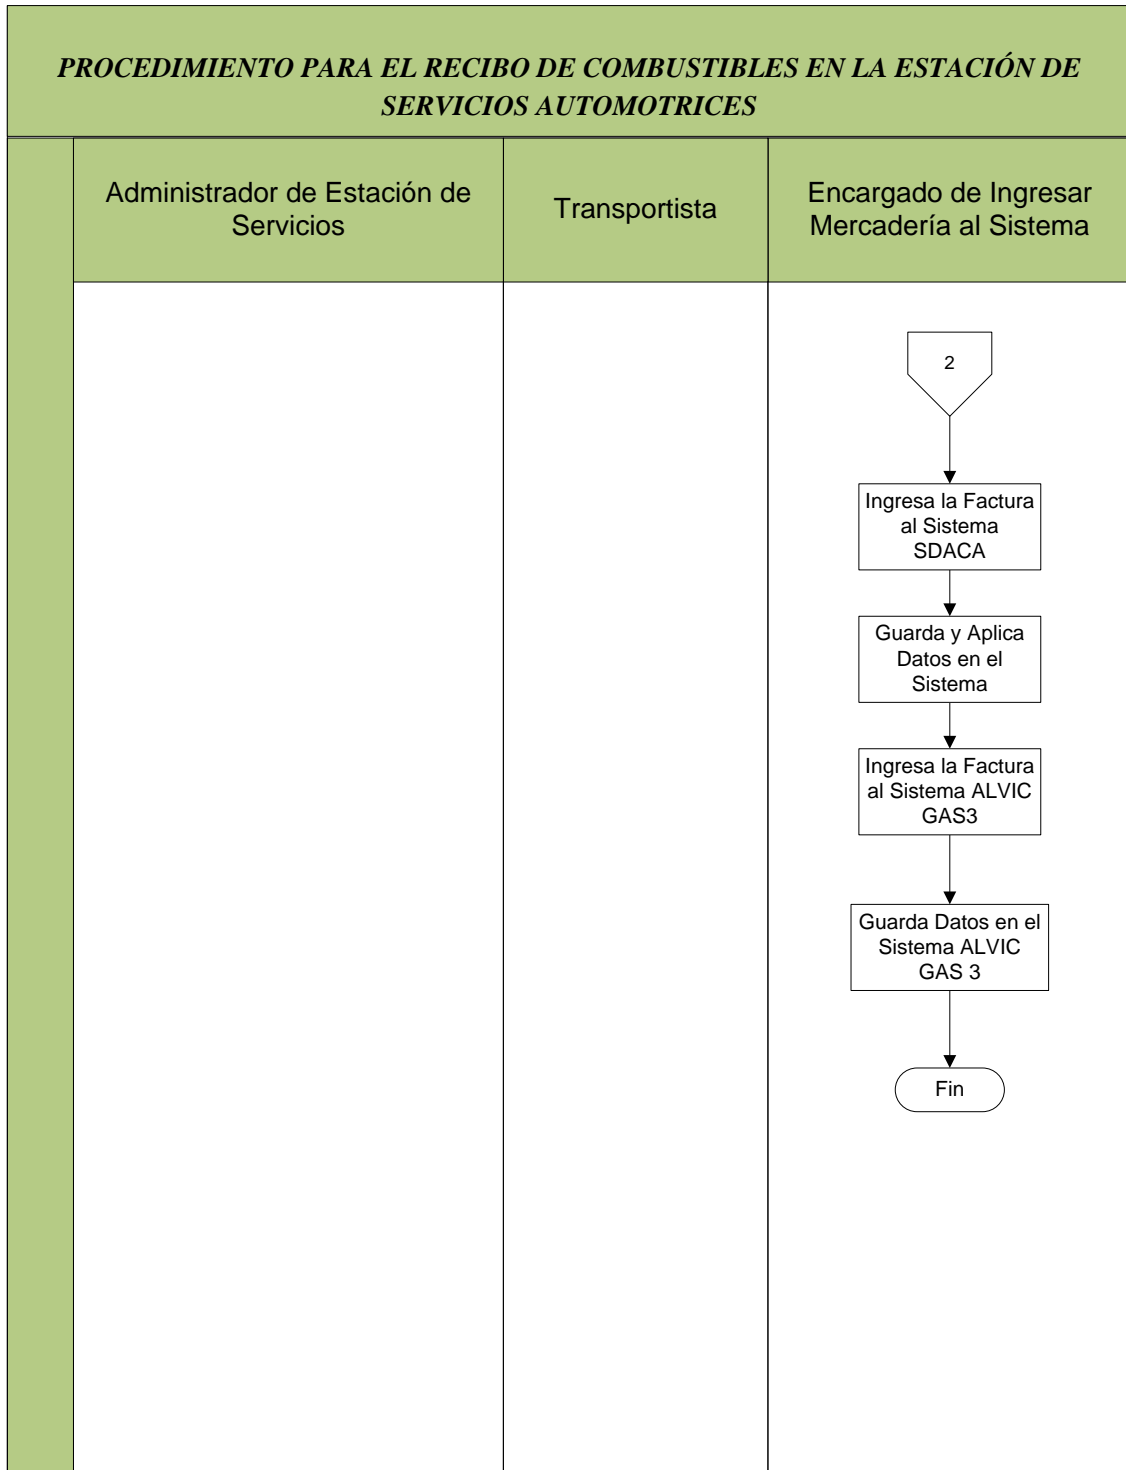 PROCEDIMIENTO PARA EL RECIBO DE COMBUSTIBLES EN LA ESTACIÓN DE
SERVICIOS AUTOMOTRICES
Administrador de Estación de
Servicios
Transportista
Encargado de Ingresar
Mercadería al Sistema
2
Ingresa la Factura
al Sistema
SDACA
Guarda y Aplica
Datos en el
Sistema
Ingresa la Factura
al Sistema ALVIC
GAS3
Guarda Datos en el
Sistema ALVIC
GAS 3
Fin